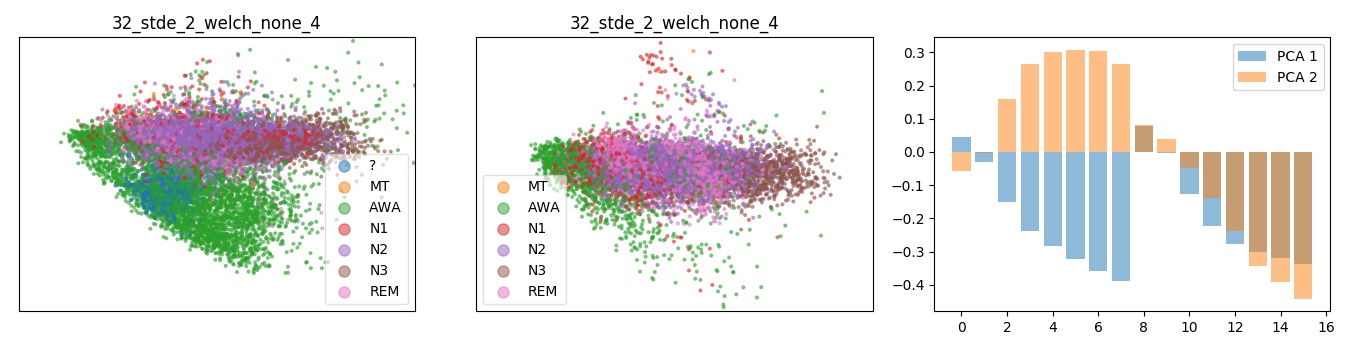 32_stde_2_welch_none_4
?
MT
AWA
N1
N2
N3
REM
32_stde_2_welch_none_4
MT
AWA
N1
N2
N3
REM
PCA 1
PCA 2
0.3
0.2
0.1
0.0
−0.1
−0.2
−0.3
−0.4
0 2 4 6 8 10 12 14 16